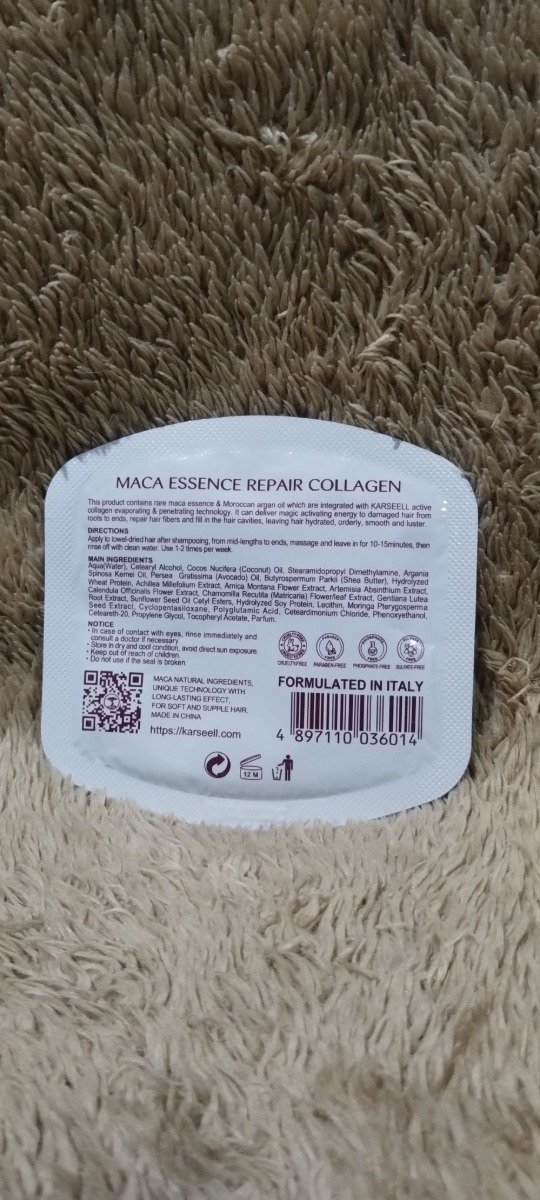 MACA ESSENCE REPAIR COLLAGEN
This product contains rare maca essence & Moroccan argan oil which are integrated with KARSEELL active
collagen evaporating & penetrating technology. It can deliver magic activating energy to damaged hair from
roots to ends, repair hair fibers and fill in the hair cavities, leaving hair hydrated, orderly, smooth and luster.
DIRECTIONS
Apply to towel-dried hair after shampooing, from mid-lengths to ends, massage and leave in for 10-15minutes, then
rinse off with clean water. Use 1-2 times per week.
MAIN INGREDIENTS
Aqua(Water), Cetearyl Alcohol, Cocos Nucifera (Coconut) Oil, Stearamidopropyl Dimethylamine, Argania
Spinosa Kernel Oil, Persea Gratissima (Avocado) Oil, Butyrospermum Parkii (Shea Butter), Hydrolyzed
Wheat Protein, Achillea Millefolium Extract, Arnica Montana Flower Extract, Artemisia Absinthium Extract,
Calendula Officinalis Flower Extract, Chamomilla Recutita (Matricaria) Flower/leaf Extract, Gentiana Lutea
Root Extract, Sunflower Seed Oil Cetyl Esters, Hydrolyzed Soy Protein, Lecithin, Moringa Pterygosperma
Seed Extract, Cyclopentasiloxane, Polyglutamic Acid, Ceteardimonium Chloride, Phenoxyethanol,
Ceteareth-20, Propylene Glycol, Tocopheryl Acetate, Parfum.
NOTICE
• In case of contact with eyes, rinse immediately and
consult a doctor if necessary.
• Store in dry and cool condition, avoid direct sun exposure.
• Keep out of reach of children.
• Do not use if the seal is broken.
CRUELTY-FREE PARABEN-FREE PHOSPHATE-FREE SULFATE-FREE
MACA NATURAL INGREDIENTS,
UNIQUE TECHNOLOGY WITH
LONG-LASTING EFFECT,
FOR SOFT AND SUPPLE HAIR.
MADE IN CHINA
https://karseell.com
FORMULATED IN ITALY
4 897110 036014
12 M